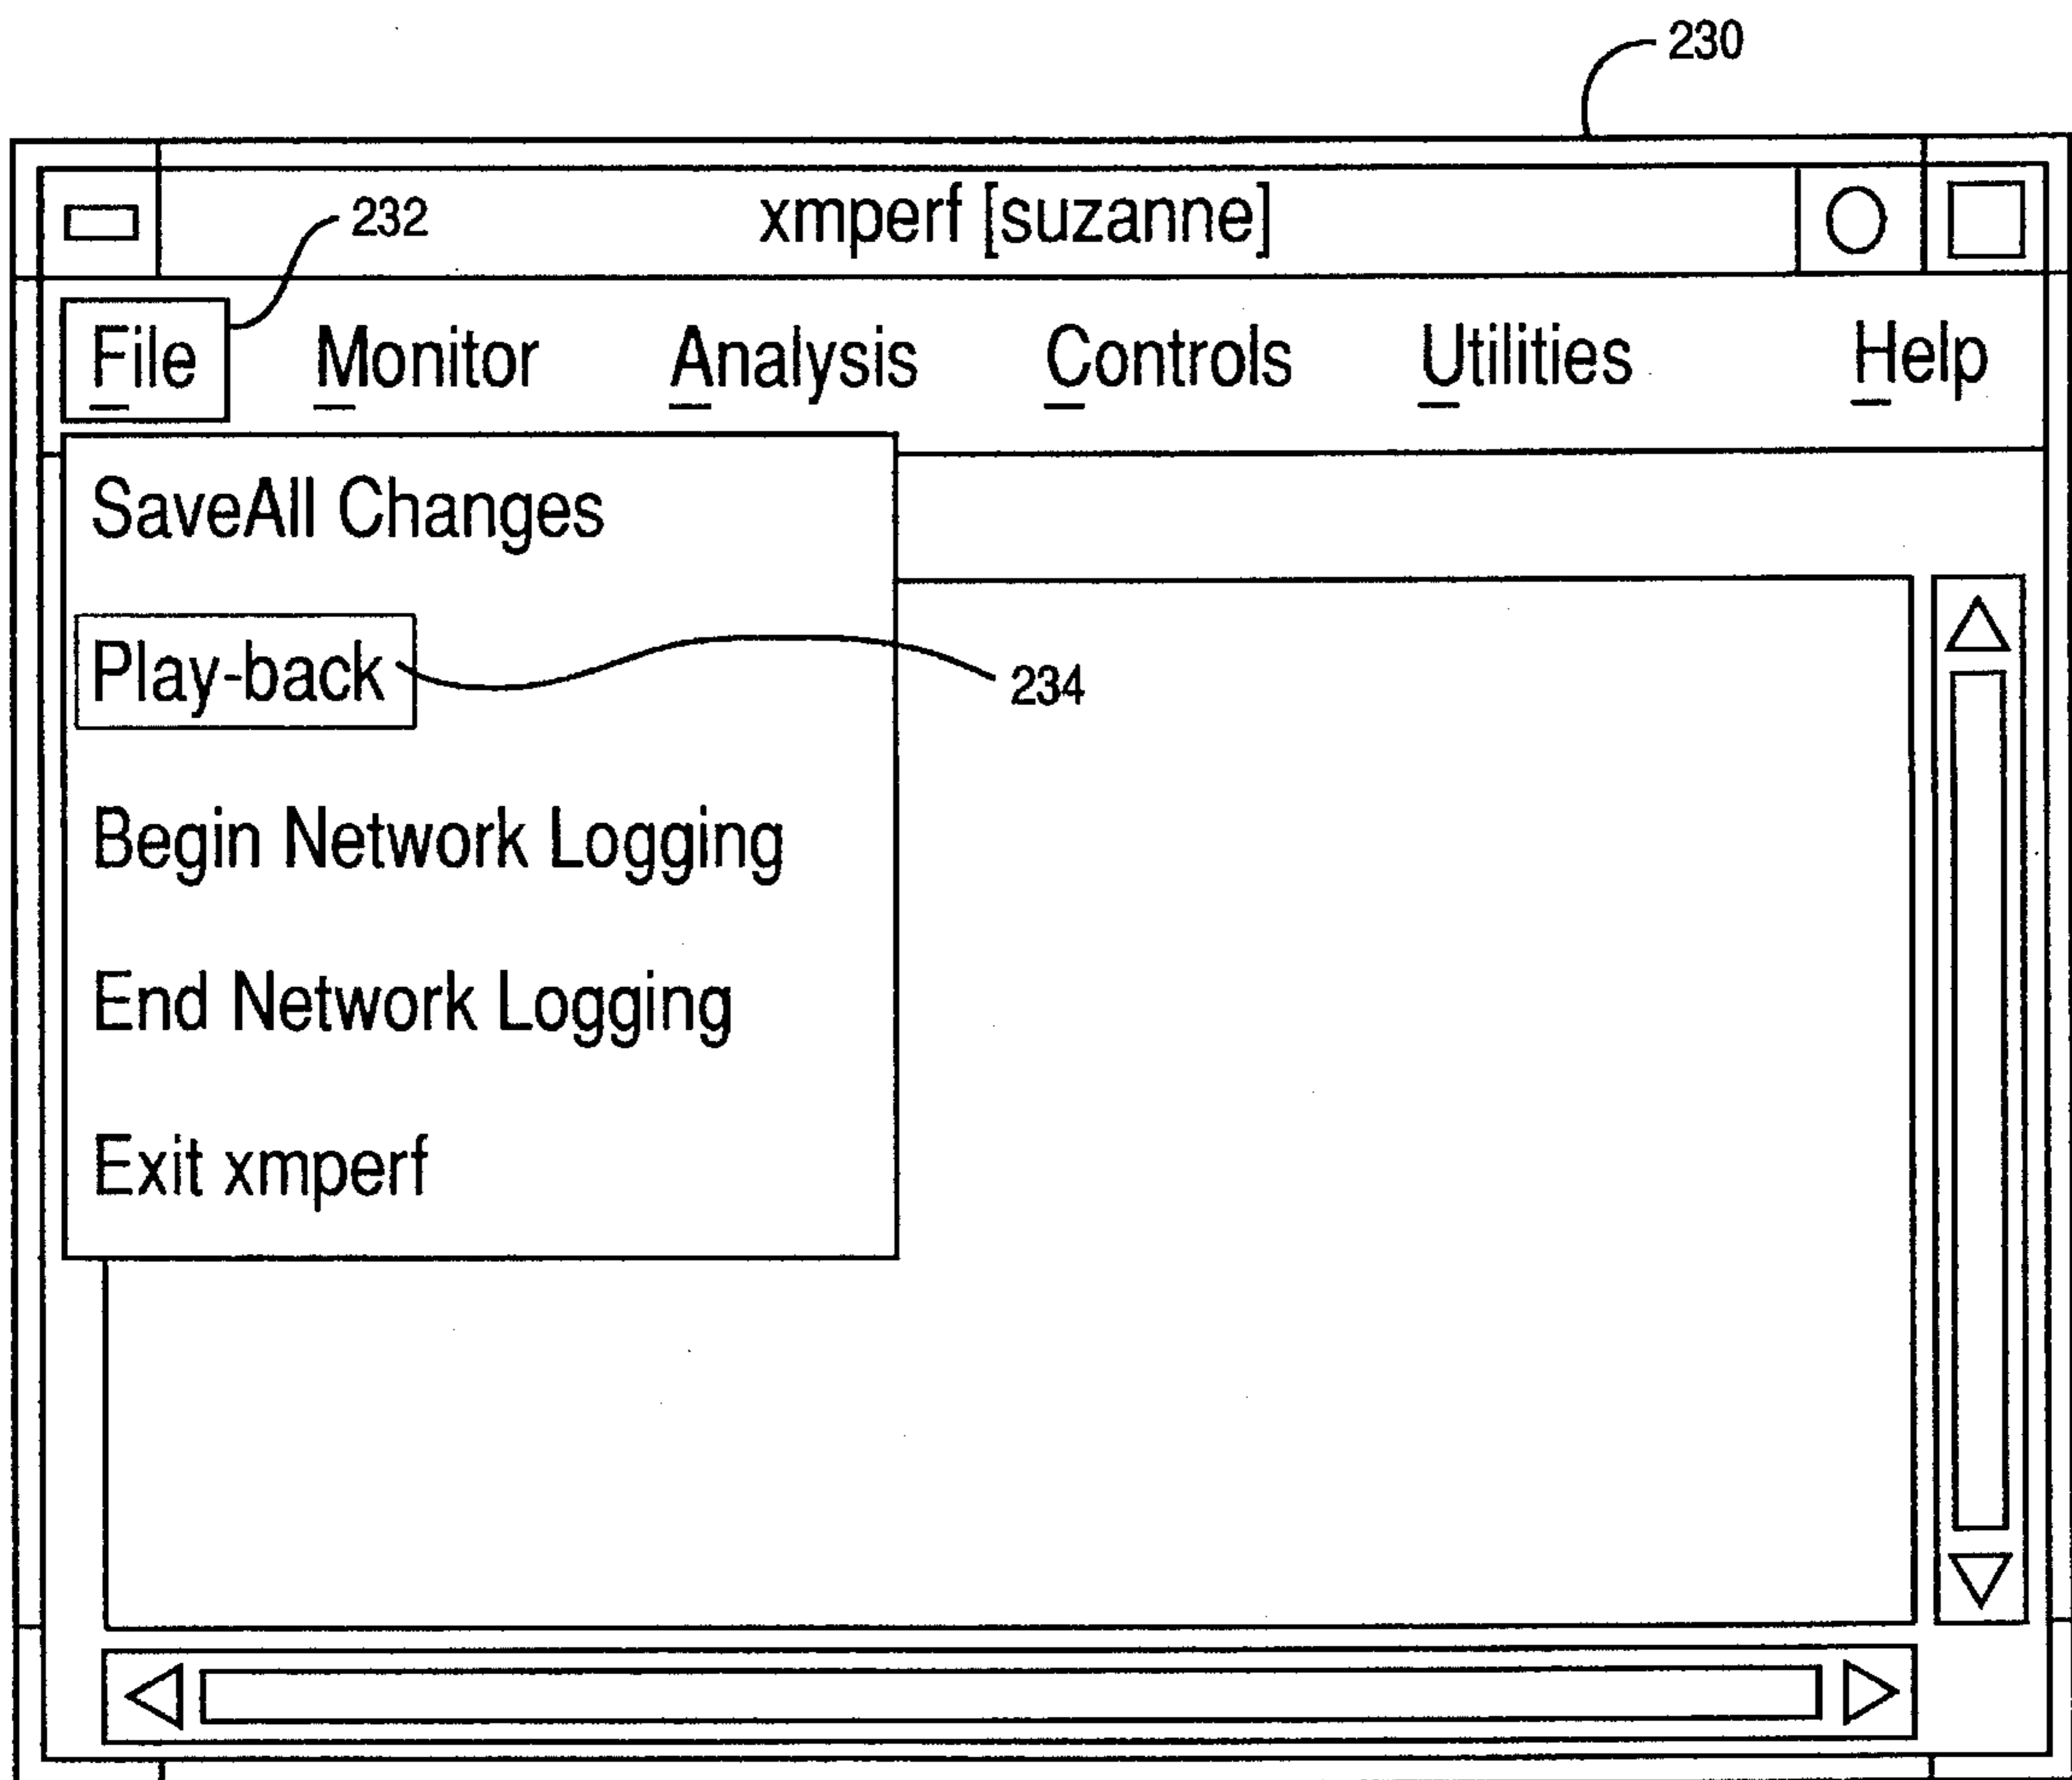 230
xmperf [suzanne]
232
File Monitor Analysis Controls Utilities Help
SaveAll Changes
Play-back
234
Begin Network Logging
End Network Logging
Exit xmperf